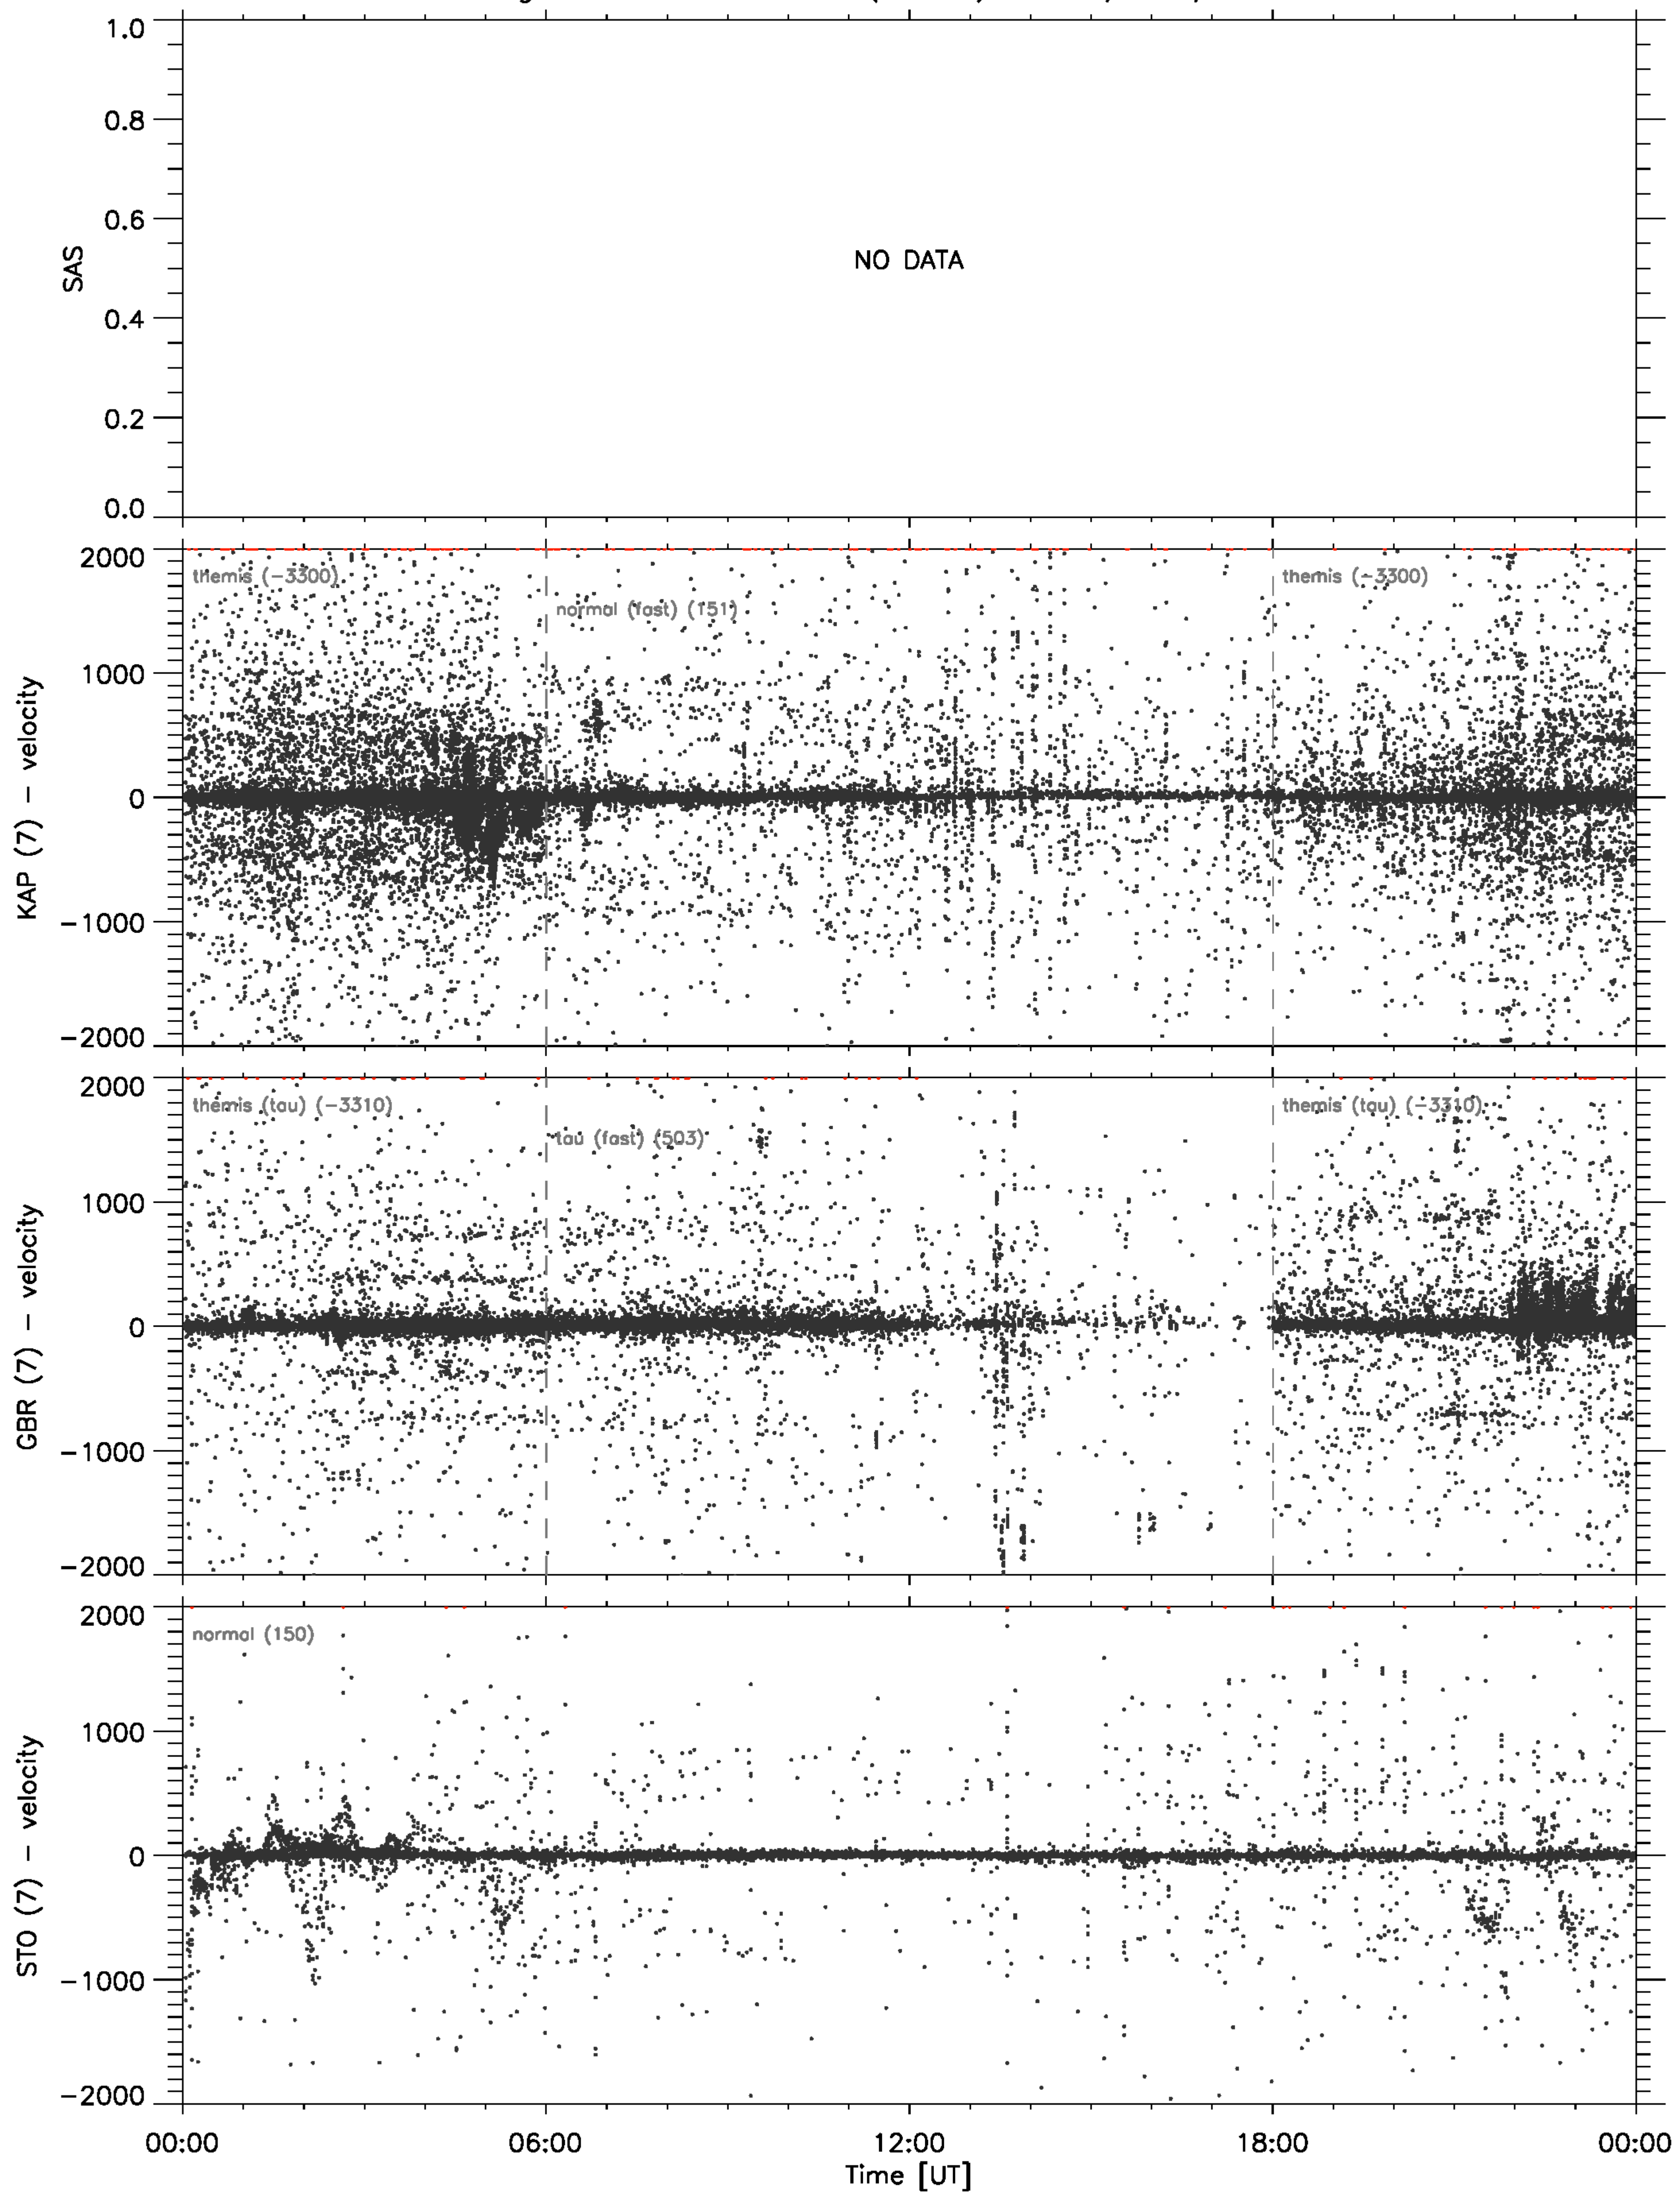 1.0
0.8
0.6
0.4
0.2
0.0
SAS
NO DATA
2000
1000
0
-1000
-2000
KAP (7) - velocity
themis (-3300)
normal (fast) (151)
themis (-3300)
2000
1000
0
-1000
-2000
GBR (7) - velocity
themis (tau) (-3310)
tau (fast) (503)
themis (tau) (-3310)
2000
1000
0
-1000
-2000
STO (7) - velocity
normal (150)
00:00 06:00 12:00 18:00 00:00
Time [UT]